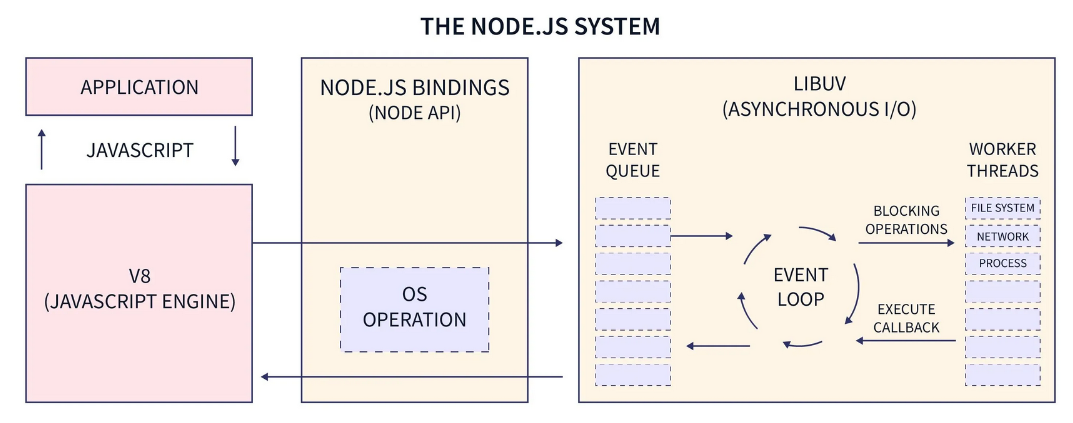 THE NODE.JS SYSTEM
APPLICATION
JAVASCRIPT
V8
(JAVASCRIPT ENGINE)
NODE.JS BINDINGS
(NODE API)
OS
OPERATION
LIBUV
(ASYNCHRONOUS I/O)
EVENT
QUEUE
EVENT
LOOP
BLOCKING
OPERATIONS
EXECUTE
CALLBACK
WORKER
THREADS
FILE SYSTEM
NETWORK
PROCESS